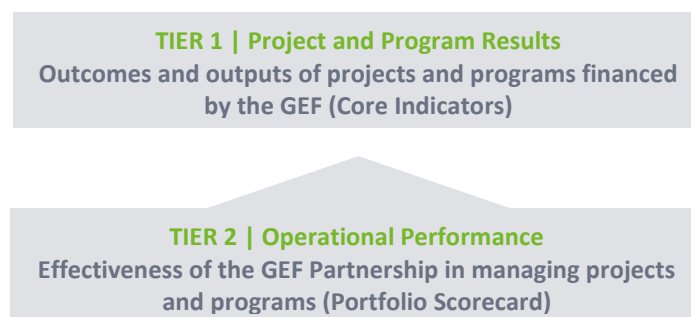 TIER 1 | Project and Program Results
Outcomes and outputs of projects and programs financed
by the GEF (Core Indicators)
TIER 2 | Operational Performance
Effectiveness of the GEF Partnership in managing projects
and programs (Portfolio Scorecard)